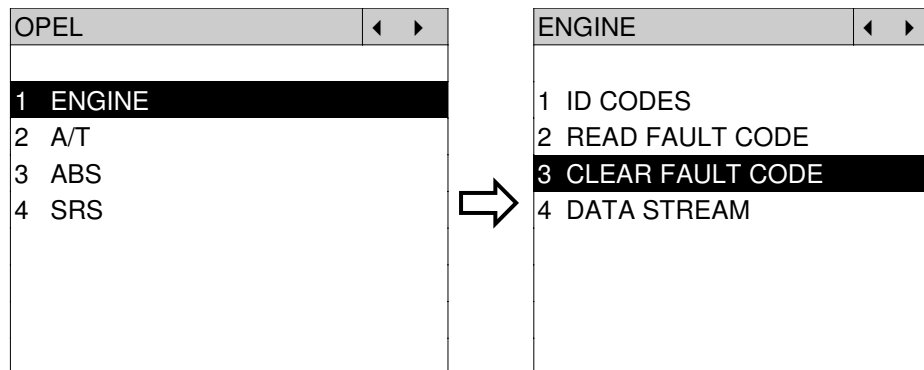 OPEL
1 ENGINE
2 A/T
3 ABS
4 SRS
ENGINE
1 ID CODES
2 READ FAULT CODE
3 CLEAR FAULT CODE
4 DATA STREAM